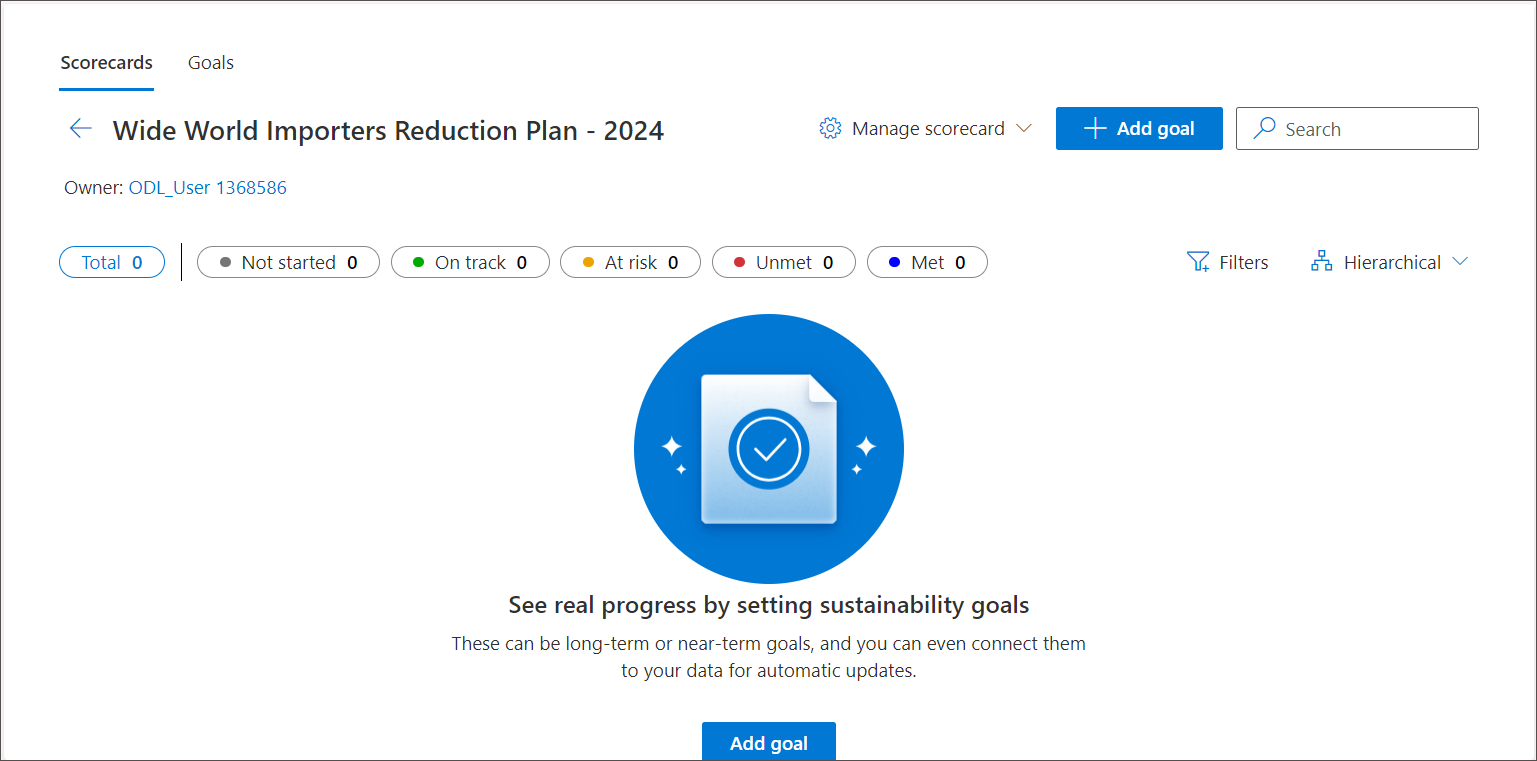 Scorecards Goals
Wide World Importers Reduction Plan - 2024 Manage scorecard Add goal Search
Owner: ODL_User 1368586
Total 0 Not started 0 On track 0 At risk 0 Unmet 0 Met 0 Filters Hierarchical
See real progress by setting sustainability goals
These can be long-term or near-term goals, and you can even connect them
to your data for automatic updates.
Add goal